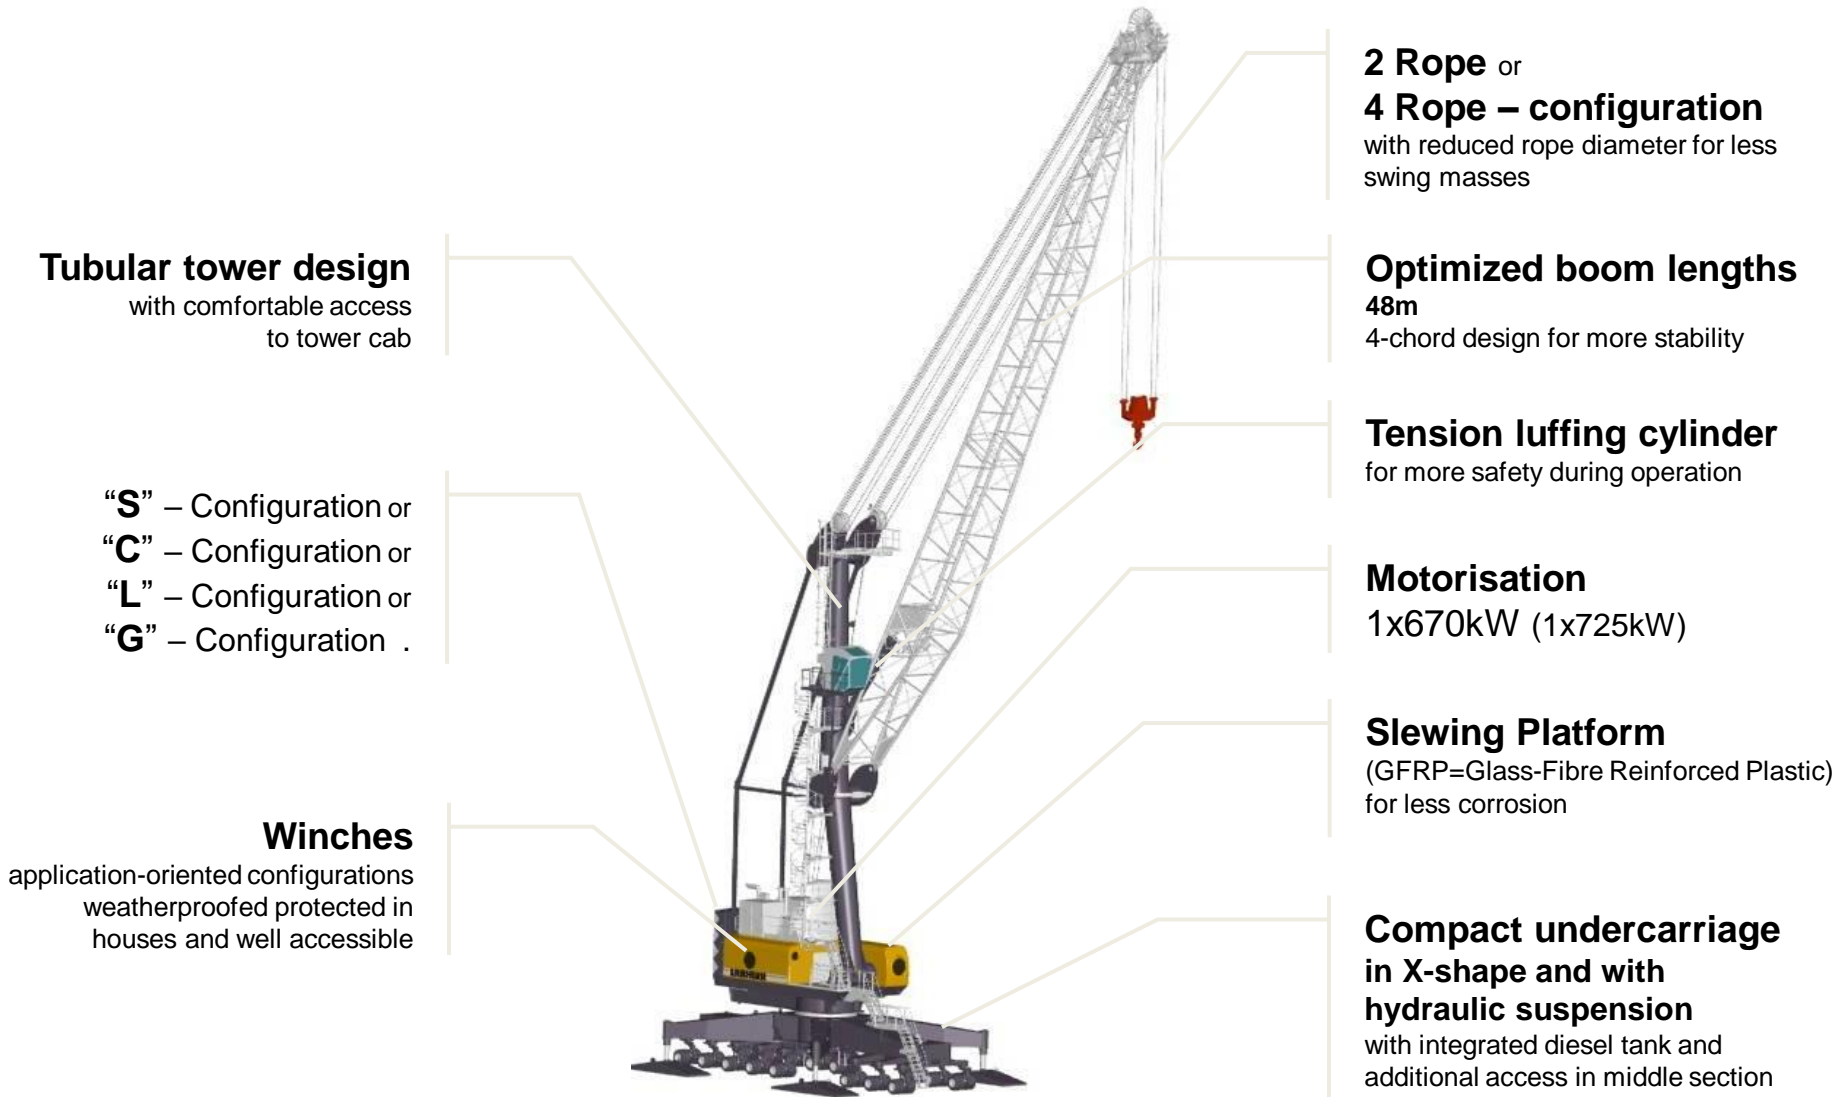 Tubular tower design
with comfortable access
to tower cab
“S” – Configuration or
“C” – Configuration or
“L” – Configuration or
“G” – Configuration .
Winches
application-oriented configurations
weatherproofed protected in
houses and well accessible
2 Rope or
4 Rope – configuration
with reduced rope diameter for less
swing masses
Optimized boom lengths
48m
4-chord design for more stability
Tension luffing cylinder
for more safety during operation
Motorisation
1x670kW (1x725kW)
Slewing Platform
(GFRP=Glass-Fibre Reinforced Plastic)
for less corrosion
Compact undercarriage
in X-shape and with
hydraulic suspension
with integrated diesel tank and
additional access in middle section
LIEBHERR